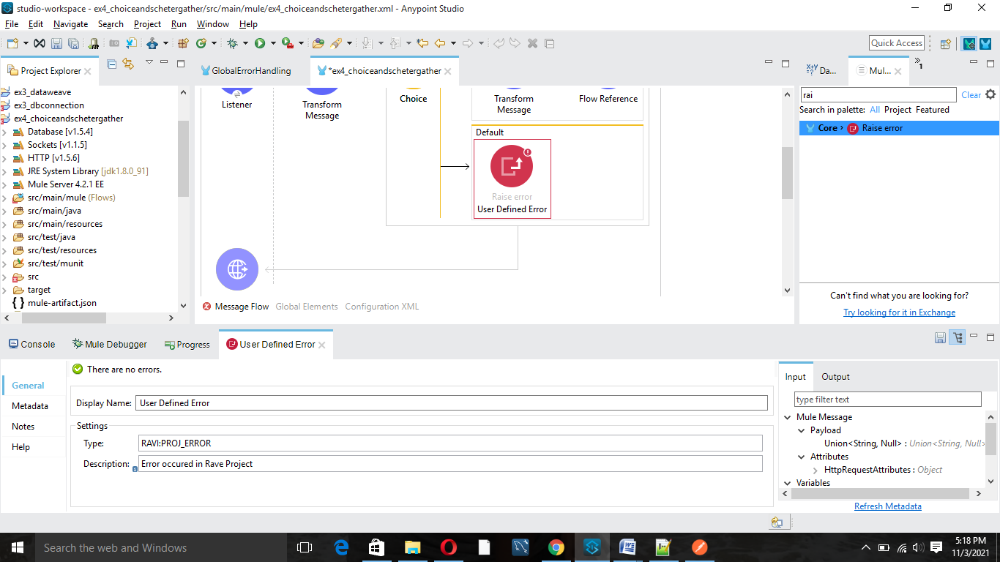 studio-workspace - ex4_choiceandschetergather/src/main/mule/ex4_choiceandschetergather.xml - Anypoint Studio
File Edit Navigate Search Project Run Window Help
Quick Access
Project Explorer
ex3_dataweave
ex3_dbconnection
ex4_choiceandschetergather
Database [v1.5.4]
Sockets [v1.1.5]
HTTP [v1.5.6]
JRE System Library [jdk1.8.0_91]
Mule Server 4.2.1 EE
src/main/mule (Flows)
src/main/java
src/main/resources
src/test/java
src/test/resources
src/test/munit
src
target
mule-artifact.json
GlobalErrorHandling
*ex4_choiceandschetergather
Listener
Transform
Message
Choice
Transform
Message
Flow Reference
Default
Raise error
User Defined Error
Message Flow Global Elements Configuration XML
Da...
Mul...
1
rai
Clear
Search in palette: All Project Featured
Core > Raise error
Can't find what you are looking for?
Try looking for it in Exchange
Console Mule Debugger Progress User Defined Error
General
Metadata
Notes
Help
There are no errors.
Display Name: User Defined Error
Settings
Type: RAVI:PROJ_ERROR
Description: Error occured in Rave Project
Input Output
type filter text
Mule Message
Payload
Union<String, Null> : Union<String, Null>
Attributes
HttpRequestAttributes : Object
Variables
Refresh Metadata
Search the web and Windows
5:18 PM
11/3/2021